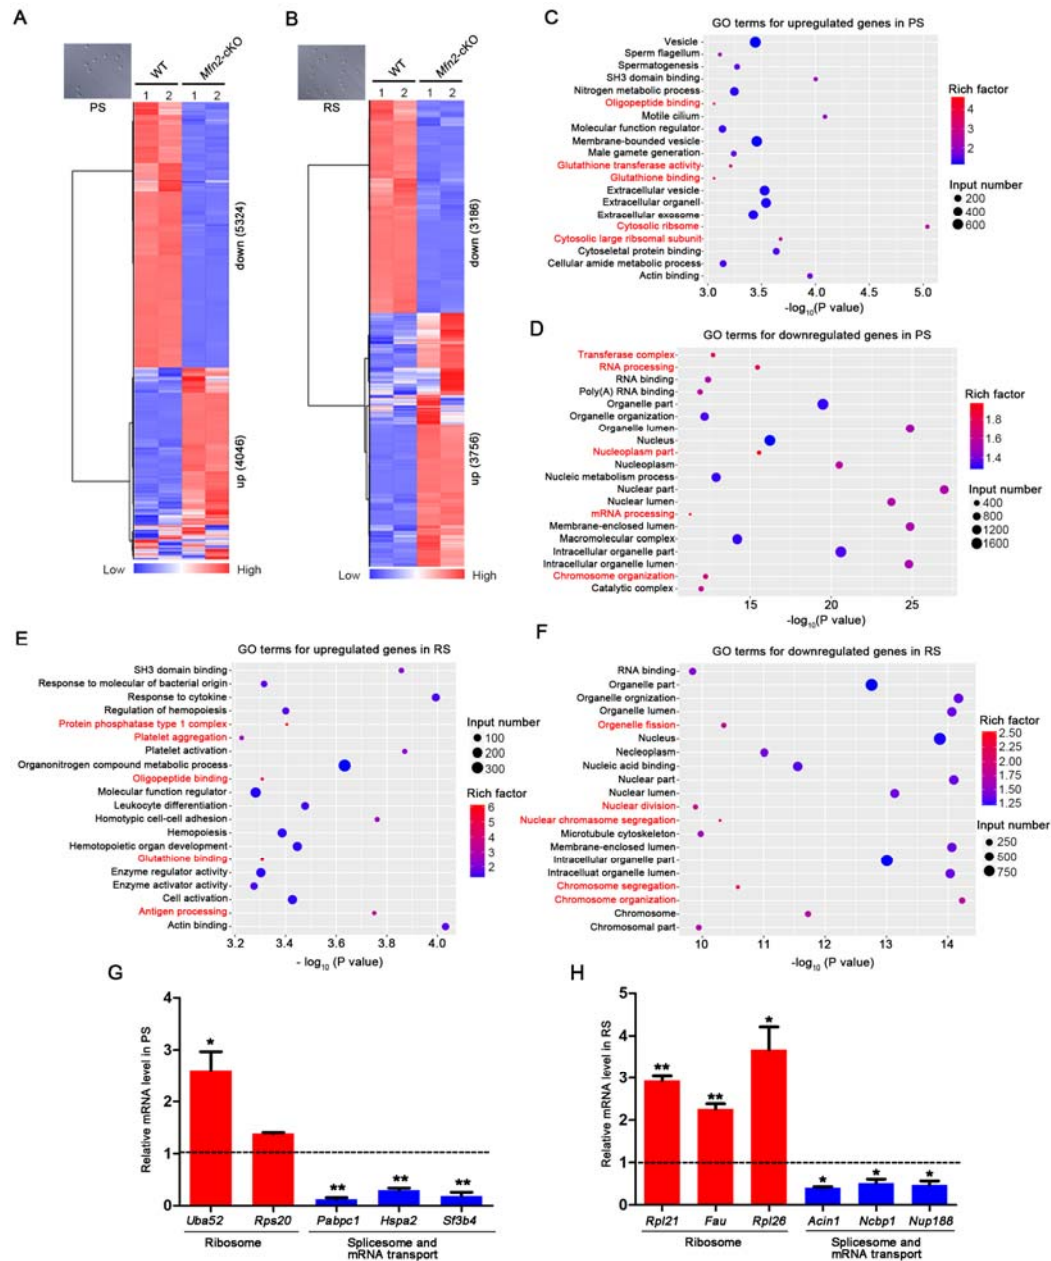 A
WT
Mfn2-cKO
1 2 1 2
PS
down (5324)
up (4046)
Low
High
B
WT
Mfn2-cKO
1 2 1 2
RS
down (3186)
up (3756)
Low
High
C
GO terms for upregulated genes in PS
Vesicle
Sperm flagellum
Spermatogenesis
SH3 domain binding
Nitrogen metabolic process
Oligopeptide binding
Motile cilium
Molecular function regulator
Membrane-bounded vesicle
Male gamete generation
Glutathione transferase activity
Glutathione binding
Extracellular vesicle
Extracellular organell
Extracellular exosome
Cytosolic ribsome
Cytosolic large ribsomal subunit
Cytoseletal protein binding
Cellular amide metabolic process
Actin binding
3.0 3.5 4.0 4.5 5.0
-log10(P value)
Rich factor
4
3
2
Input number
200
400
600
D
GO terms for downregulated genes in PS
Transferase complex
RNA processing
RNA binding
Poly(A) RNA binding
Organelle part
Organelle organization
Organelle lumen
Nucleus
Nucleoplasm part
Nucleoplasm
Nucleic metabolism process
Nuclear part
Nuclear lumen
mRNA processing
Membrane-enclosed lumen
Macromolecular complex
Intracellular organelle part
Intracellular organelle lumen
Chromosome organization
Catalytic complex
15 20 25
-log10(P value)
Rich factor
1.8
1.6
1.4
Input number
400
800
1200
1600
E
GO terms for upregulated genes in RS
SH3 domain binding
Response to molecular of bacterial origin
Response to cytokine
Regulation of hemopoiesis
Protein phosphatase type 1 complex
Platelet aggregation
Platelet activation
Organonitrogen compound metabolic process
Oligopeptide binding
Molecular function regulator
Leukocyte differentiation
Homotypic cell-cell adhesion
Hemopoiesis
Hemotopoietic organ development
Glutathione binding
Enzyme regulator activity
Enzyme activator activity
Cell activation
Antigen processing
Actin binding
3.2 3.4 3.6 3.8 4.0
- log10 (P value)
Input number
100
200
300
Rich factor
6
5
4
3
2
F
GO terms for downregulated genes in RS
RNA binding
Organelle part
Organelle orgnization
Organelle lumen
Orgenelle fission
Nucleus
Necleoplasm
Nucleic acid binding
Nuclear part
Nuclear lumen
Nuclear division
Nuclear chromasome segregation
Microtubule cytoskeleton
Membrane-enclosed lumen
Intracellular organelle part
Intracelluat organelle lumen
Chromosome segregation
Chromosome organization
Chromosome
Chromosomal part
10 11 12 13 14
-log10 (P value)
Rich factor
2.50
2.25
2.00
1.75
1.50
1.25
Input number
250
500
750
G
Relative mRNA level in PS
4
3
2
1
0
*
** ** **
Uba52 Rps20 Pabpc1 Hspa2 Sf3b4
Ribosome
Splicesome and
mRNA transport
H
Relative mRNA level in RS
5
4
3
2
1
0
** ** *
* * *
Rpl21 Fau Rpl26 Acin1 Ncbp1 Nup188
Ribosome
Splicesome and
mRNA transport